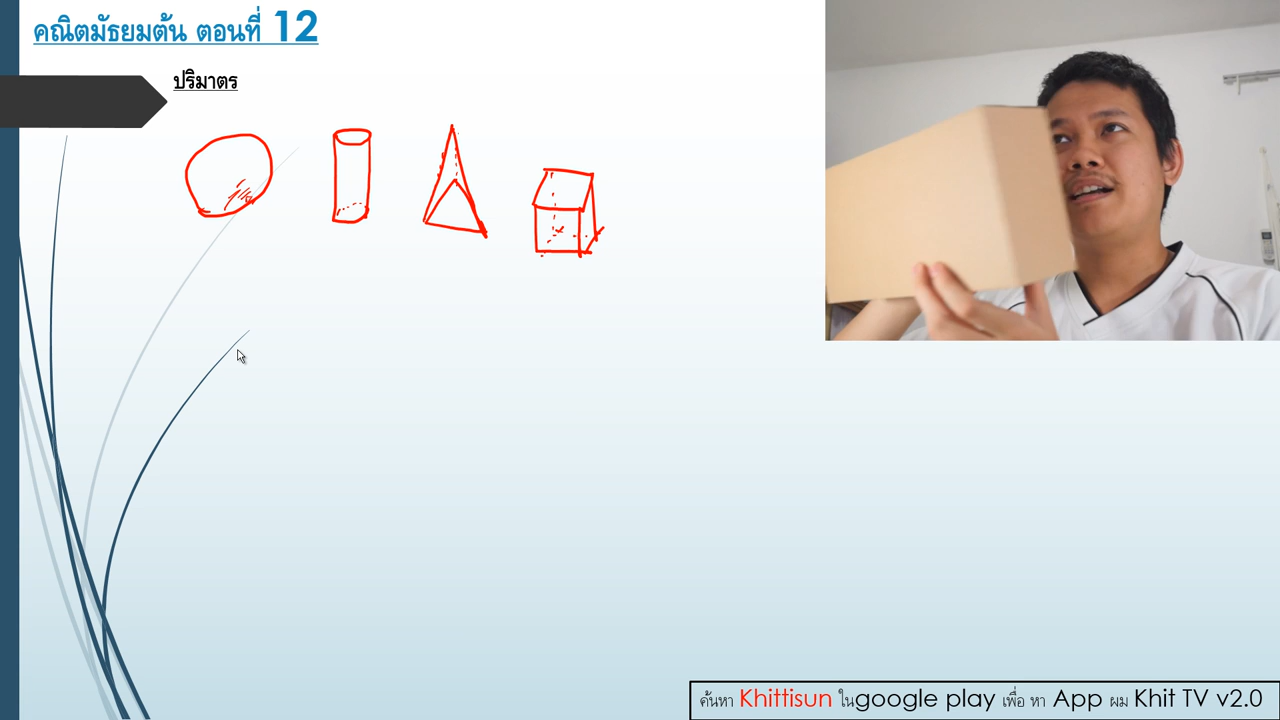 คณิตมัธยมต้น ตอนที่ 12
ปริมาตร
ค้นหา Khittisun ในgoogle play เพื่อ หา App ผม Khit TV v2.0